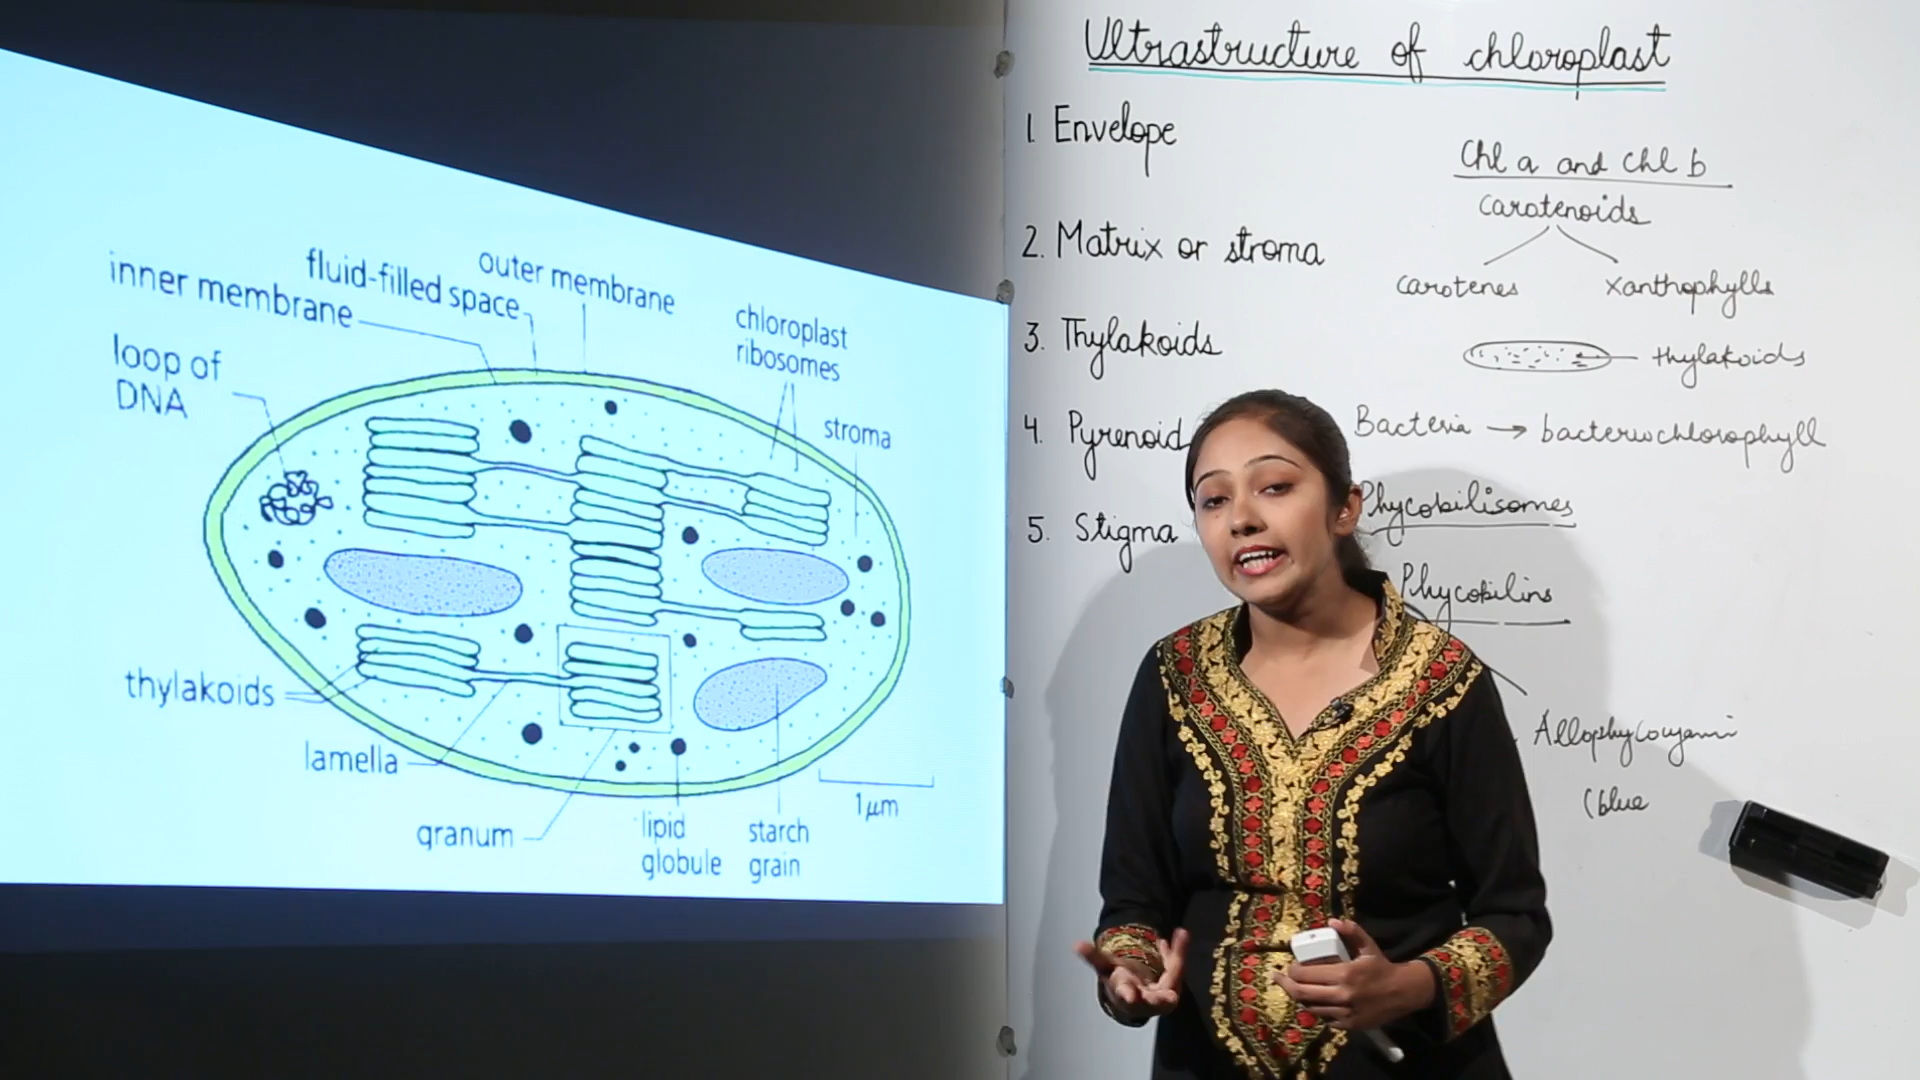 inner membrane
fluid-filled space
outer membrane
chloroplast
ribosomes
stroma
loop of
DNA
thylakoids
lamella
granum
lipid
globule
starch
grain
1μm
Ultrastructure of chloroplast
1. Envelope
2. Matrix or stroma
3. Thylakoids
4. Pyrenoid
5. Stigma
Chl a and Chl b
Carotenoids
Carotenes
Xanthophylls
thylakoids
Bacteria → bacteriochlorophyll
Phycobilisomes
Phycobilins
(blue